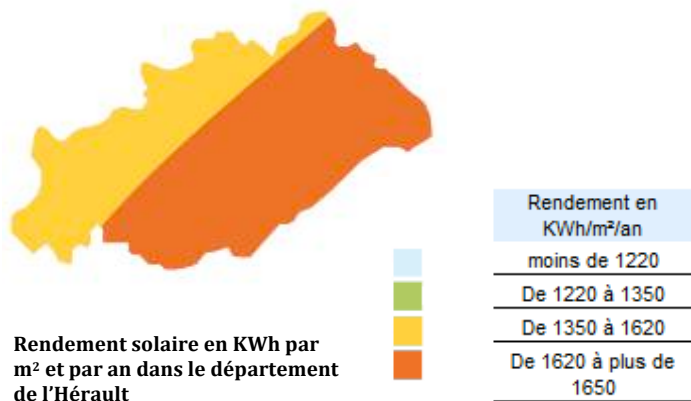 Rendement en
KWh/m²/an
moins de 1220
De 1220 à 1350
De 1350 à 1620
De 1620 à plus de
1650
Rendement solaire en KWh par
m² et par an dans le département
de l’Hérault